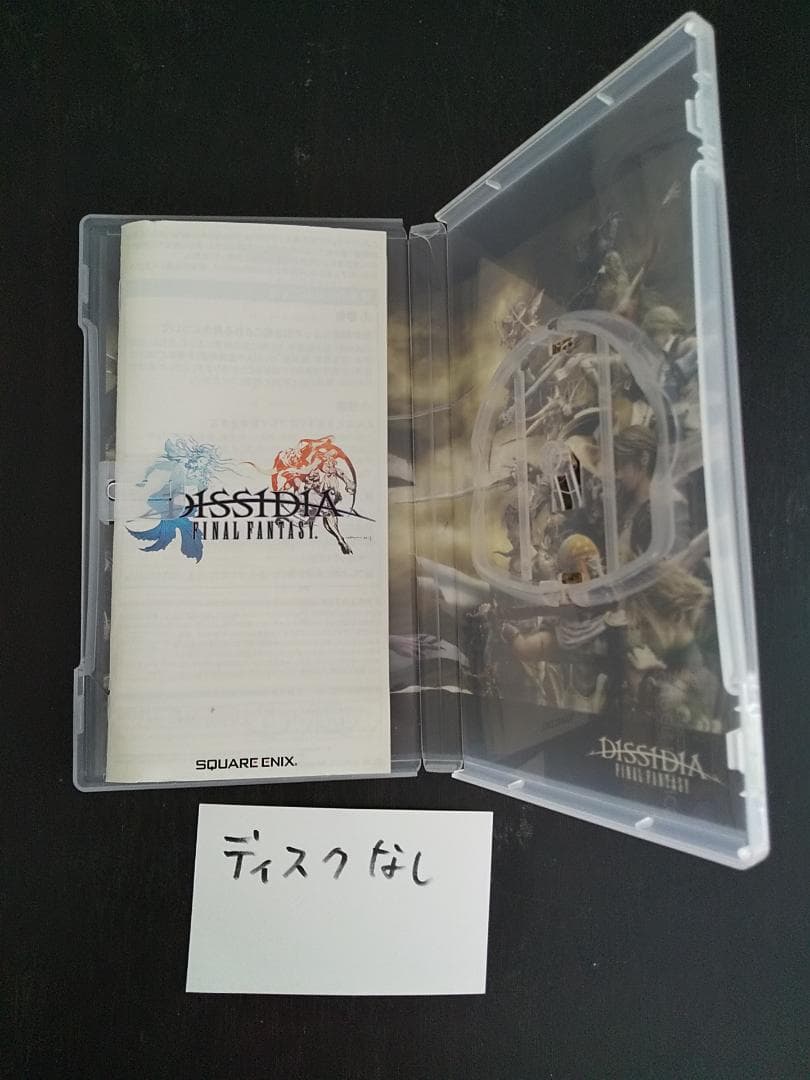 DISSIDIA
FINAL FANTASY®
SQUARE ENIX®
DISSIDIA
FINAL FANTASY
ディスクなし